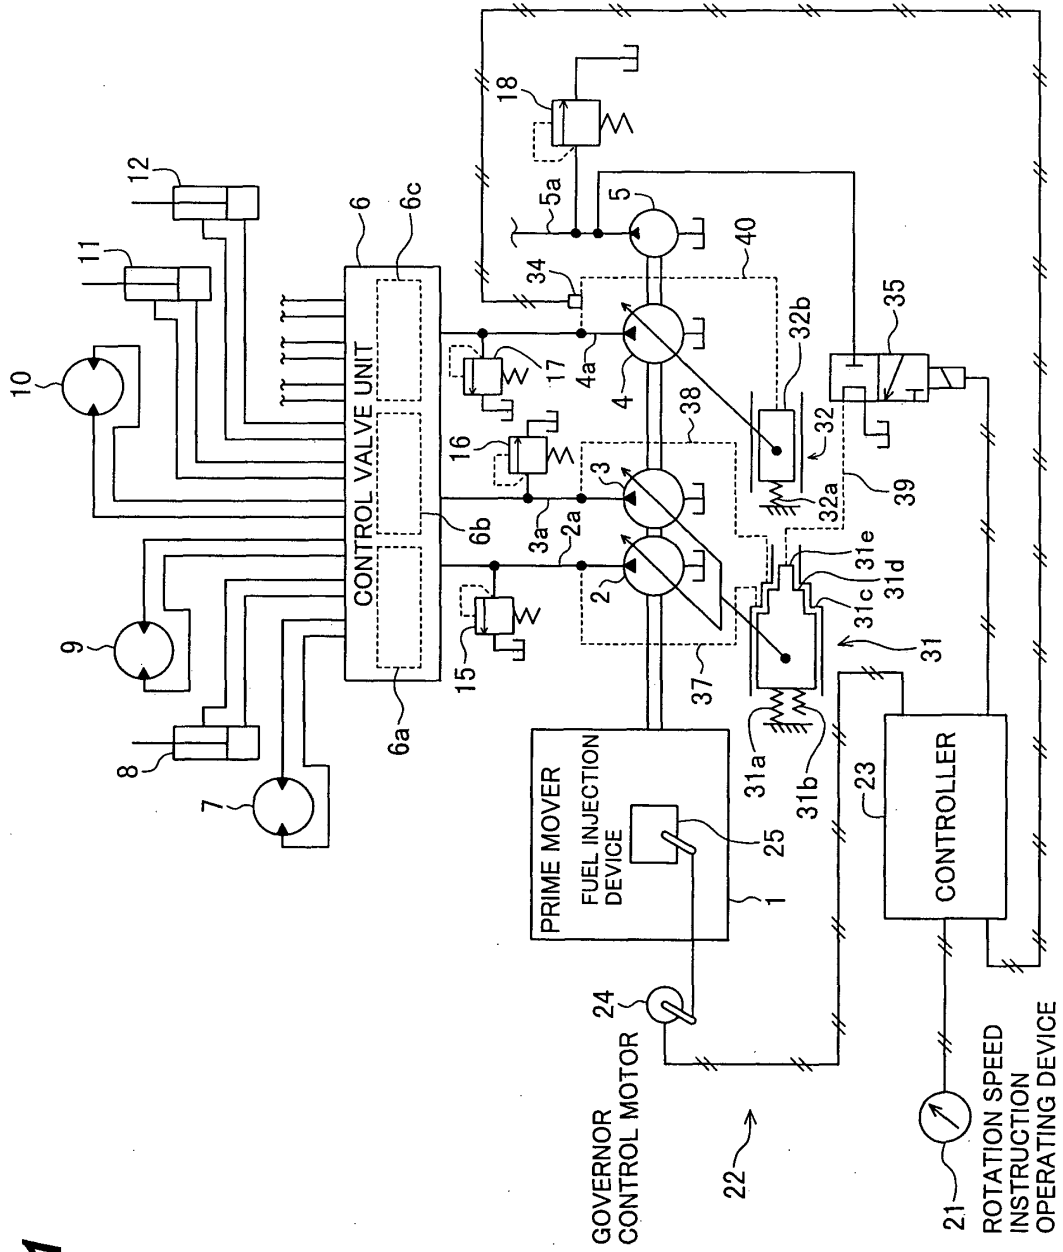 1
12
11
10
9
8
7
6
6c
CONTROL VALVE UNIT
6b
6a
18
5a
5
34
40
17
4a
4
16
38
3
3a
2a
2
15
37
35
32b
32
32a
39
31e
31d
31c
31
31a
31b
PRIME MOVER
FUEL INJECTION
DEVICE
25
1
23
CONTROLLER
24
GOVERNOR
CONTROL MOTOR
22
21
ROTATION SPEED
INSTRUCTION
OPERATING DEVICE